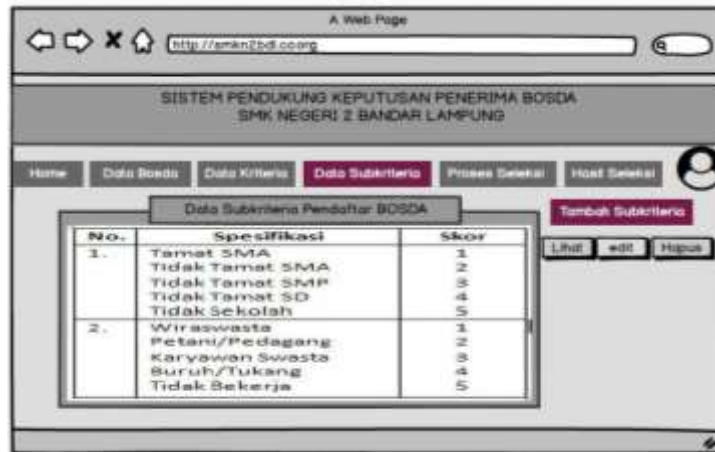 A Web Page
http://smkn2bdl.coorg
SISTEM PENDUKUNG KEPUTUSAN PENERIMA BOSDA
SMK NEGERI 2 BANDAR LAMPUNG
Home Data Bosda Data Kriteria Data Subkriteria Proses Seleksi Hasil Seleksi
Data Subkriteria Pendaftar BOSDA
Tambah Subkriteria
Lihat edit Hapus
No. Spesifikasi Skor
1. Tamat SMA 1
Tidak Tamat SMA 2
Tidak Tamat SMP 3
Tidak Tamat SD 4
Tidak Sekolah 5
2. Wiraswasta 1
Petani/Pedagang 2
Karyawan Swasta 3
Buruh/Tukang 4
Tidak Bekerja 5